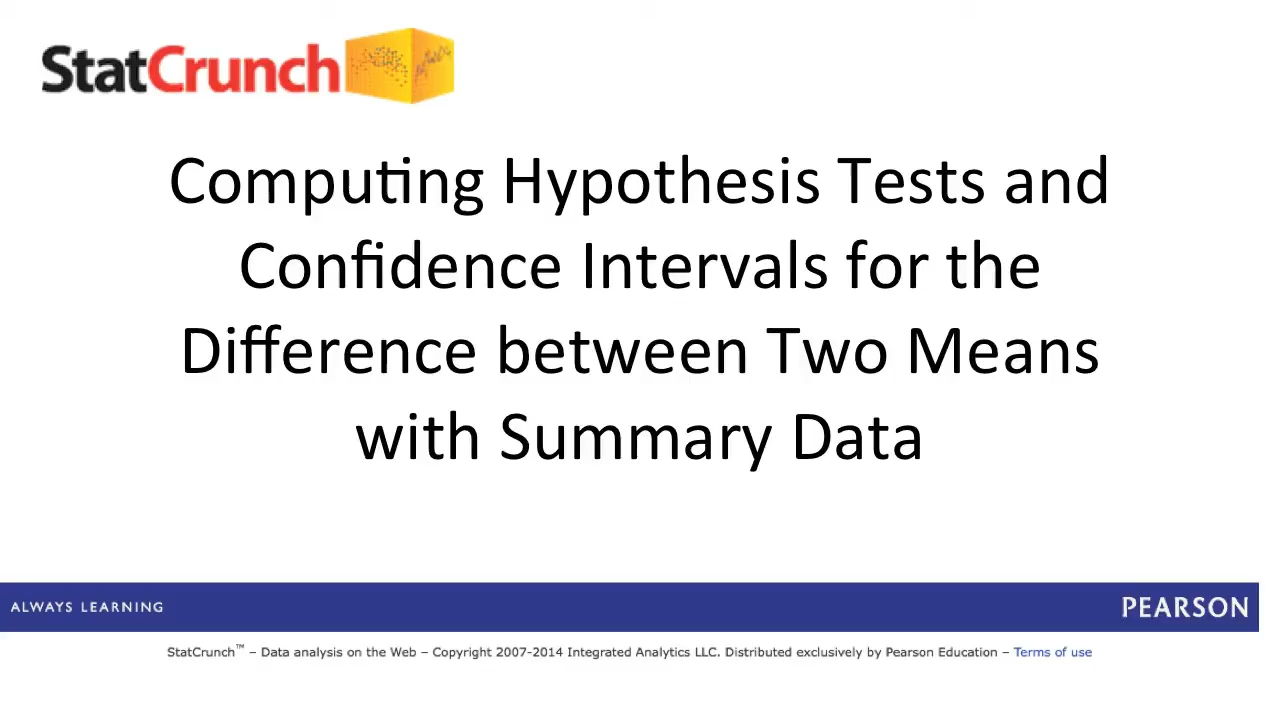 StatCrunch
Computing Hypothesis Tests and
Confidence Intervals for the
Difference between Two Means
with Summary Data
ALWAYS LEARNING
PEARSON
StatCrunch™ – Data analysis on the Web – Copyright 2007-2014 Integrated Analytics LLC. Distributed exclusively by Pearson Education – Terms of use